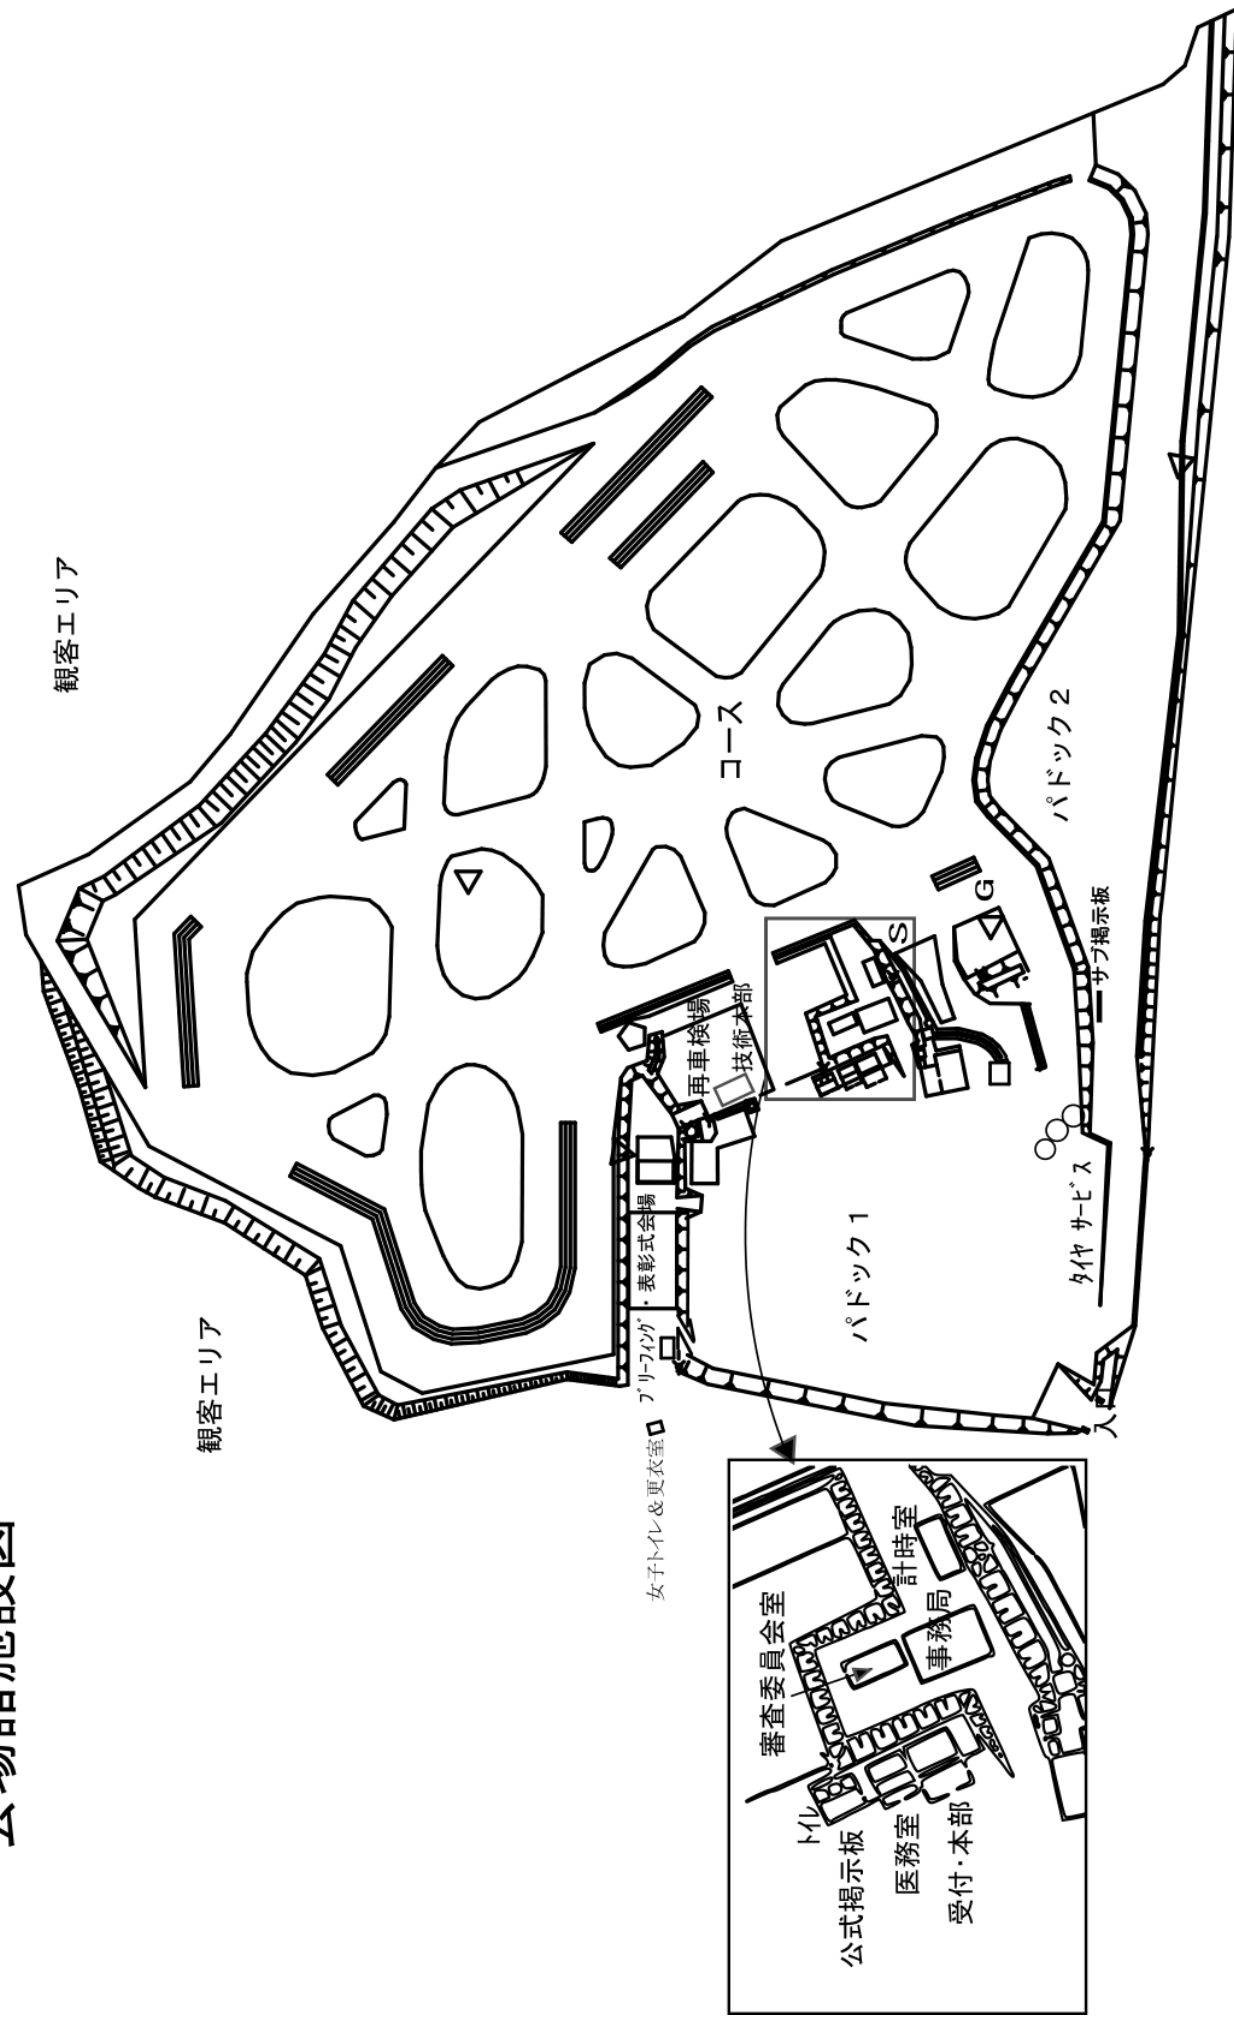 会場諸施設図
観客エリア
観客エリア
女子トイレ&更衣室
ﾌﾞﾘｰﾌｨﾝｸﾞ・表彰式会場
再車検場
技術本部
コース
S
G
パドック1
パドック2
サブ掲示板
ﾀｲﾔ ｻｰﾋﾞｽ
入
審査委員会室
ﾄｲﾚ
公式掲示板
計時室
医務室
事務局
受付・本部